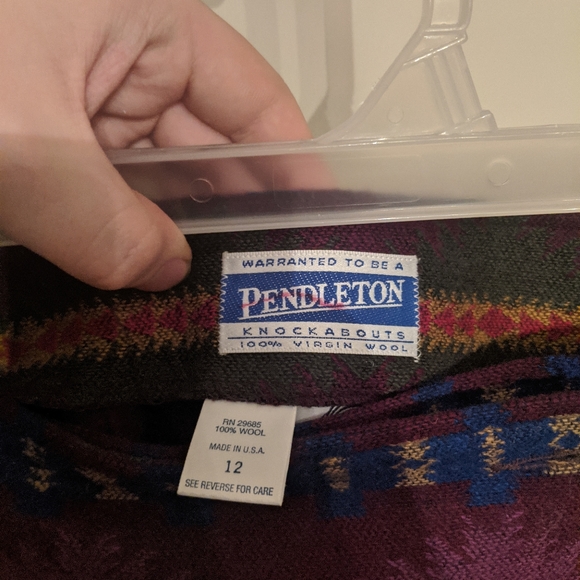 WARRANTED TO BE A
PENDLETON
KNOCKABOUTS
100% VIRGIN WOOL
RN 29685
100% WOOL
MADE IN U.S.A.
12
SEE REVERSE FOR CARE